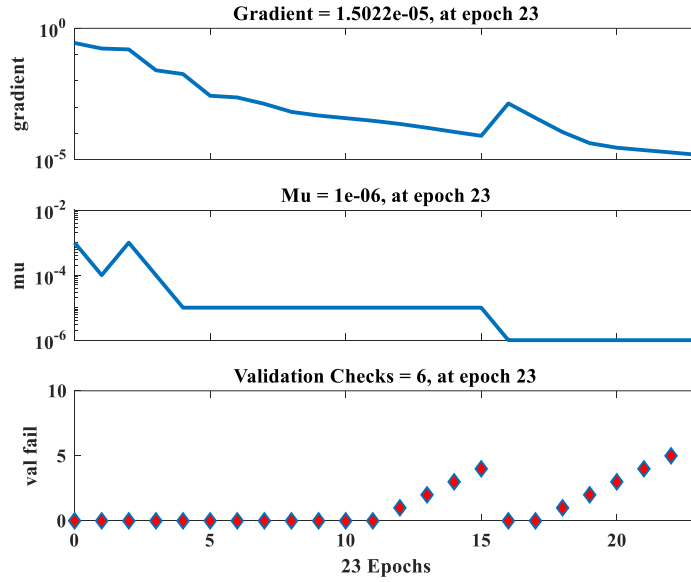 Gradient = 1.5022e-05, at epoch 23
10^0
gradient
10^-5
Mu = 1e-06, at epoch 23
10^-2
mu
10^-4
10^-6
Validation Checks = 6, at epoch 23
10
val fail
5
0
0 5 10 15 20
23 Epochs